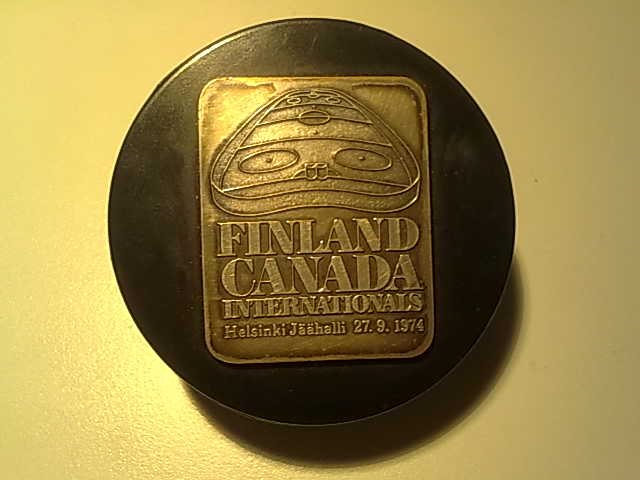 FINLAND
CANADA
INTERNATIONALS
Helsinki Jäähalli 27. 9. 1974